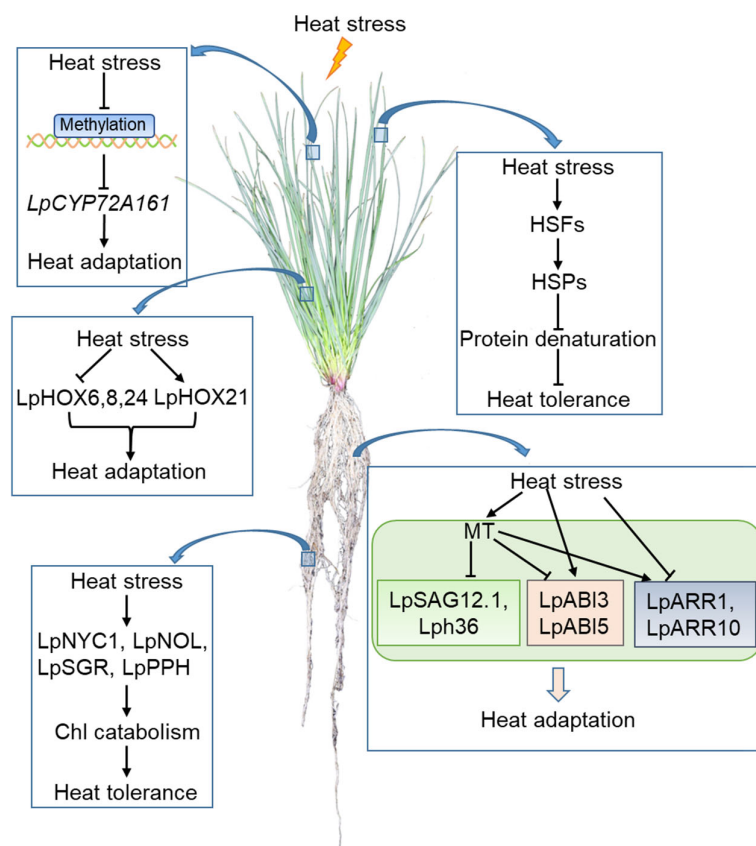 Heat stress
Heat stress
Methylation
LpCYP72A161
Heat adaptation
Heat stress
HSFs
HSPs
Protein denaturation
Heat tolerance
Heat stress
LpHOX6,8,24 LpHOX21
Heat adaptation
Heat stress
MT
LpSAG12.1,
Lph36
LpABI3
LpABI5
LpARR1,
LpARR10
Heat adaptation
Heat stress
LpNYC1, LpNOL,
LpSGR, LpPPH
Chl catabolism
Heat tolerance